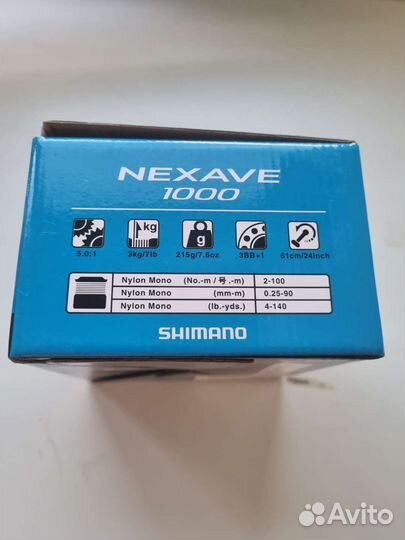 NEXAVE
1000
kg
g
5.0:1 3kg/7lb 215g/7.6oz 3BB+1 61cm/24inch
Nylon Mono (No.-m / 号.-m) 2-100
Nylon Mono (mm-m) 0.25-90
Nylon Mono (lb.-yds.) 4-140
SHIMANO
Avito